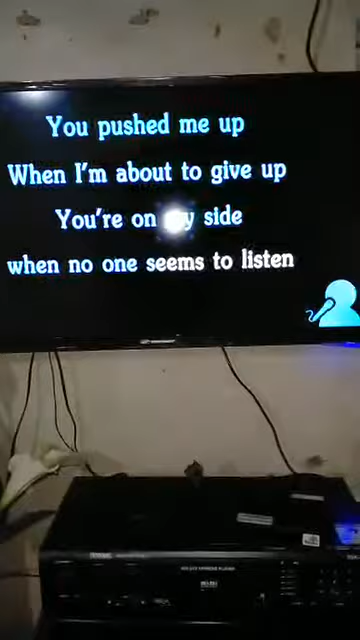 You pushed me up
When I'm about to give up
You're on my side
when no one seems to listen